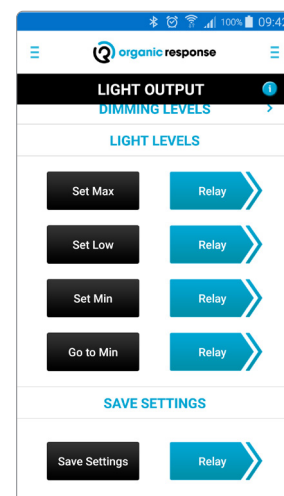 100% 09:42
organic response
LIGHT OUTPUT i
DIMMING LEVELS >
LIGHT LEVELS
Set Max Relay
Set Low Relay
Set Min Relay
Go to Min Relay
SAVE SETTINGS
Save Settings Relay